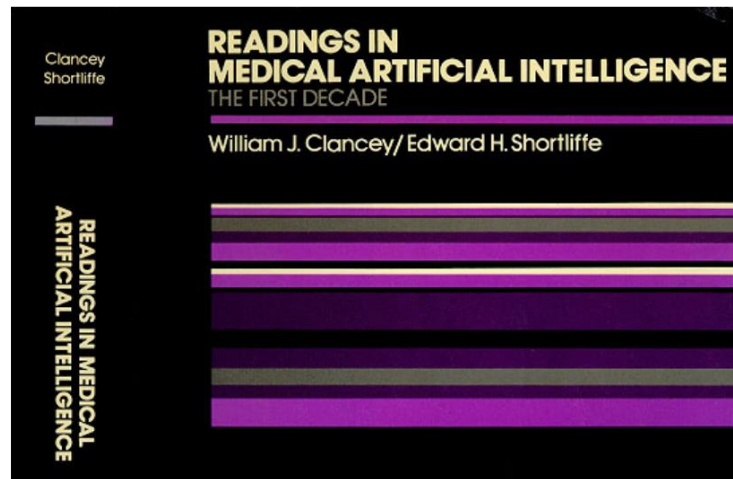 Clancey
Shortliffe
READINGS IN MEDICAL
ARTIFICIAL INTELLIGENCE
READINGS IN
MEDICAL ARTIFICIAL INTELLIGENCE
THE FIRST DECADE
William J. Clancey/Edward H. Shortliffe